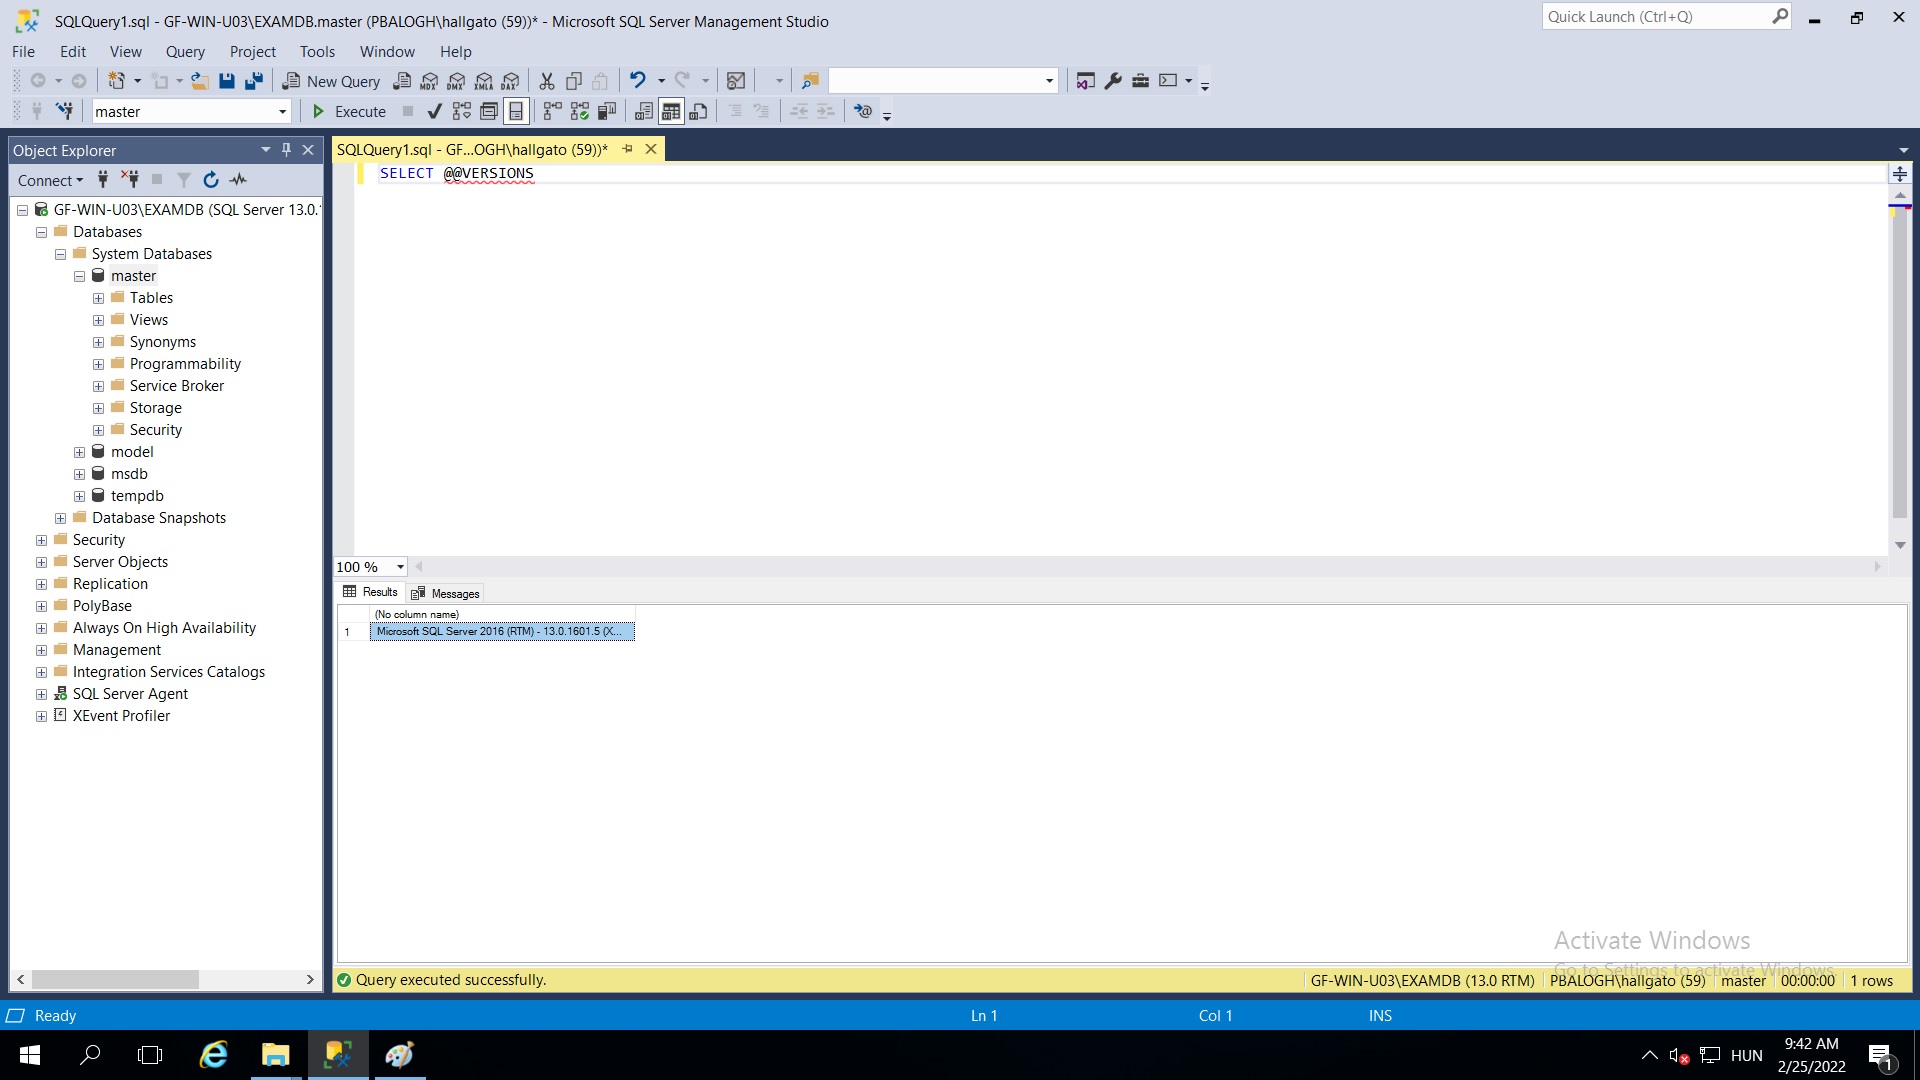 SQLQuery1.sql - GF-WIN-U03\EXAMDB.master (PBALOGH\hallgato (59))* - Microsoft SQL Server Management Studio
Quick Launch (Ctrl+Q)
File Edit View Query Project Tools Window Help
New Query
MDX DMX XMLA DAX
master
Execute
Object Explorer
SQLQuery1.sql - GF...OGH\hallgato (59))*
Connect
SELECT @@VERSIONS
GF-WIN-U03\EXAMDB (SQL Server 13.0.
Databases
System Databases
master
Tables
Views
Synonyms
Programmability
Service Broker
Storage
Security
model
msdb
tempdb
Database Snapshots
Security
Server Objects
Replication
PolyBase
Always On High Availability
Management
Integration Services Catalogs
SQL Server Agent
XEvent Profiler
100 %
Results Messages
(No column name)
1 Microsoft SQL Server 2016 (RTM) - 13.0.1601.5 (X...
Activate Windows
Go to Settings to activate Windows.
Query executed successfully.
GF-WIN-U03\EXAMDB (13.0 RTM) PBALOGH\hallgato (59) master 00:00:00 1 rows
Ready Ln 1 Col 1 INS
HUN
9:42 AM
2/25/2022
1